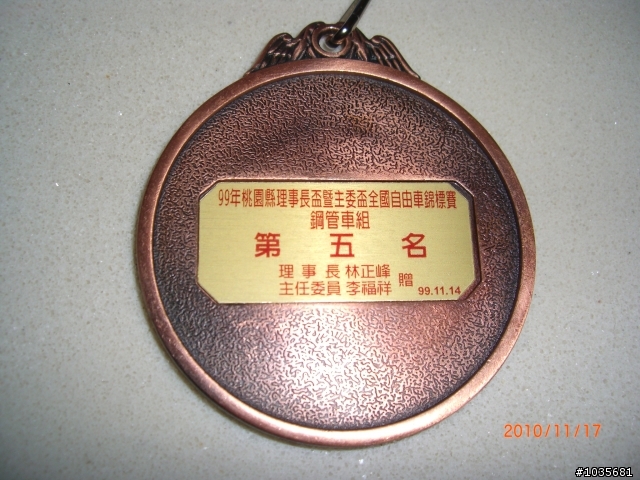 99年桃園縣理事長盃暨主委盃全國自由車錦標賽
鋼管車組
第 五 名
理 事 長 林正峰
主任委員 李福祥
贈
99.11.14
2010/11/17
#1035681